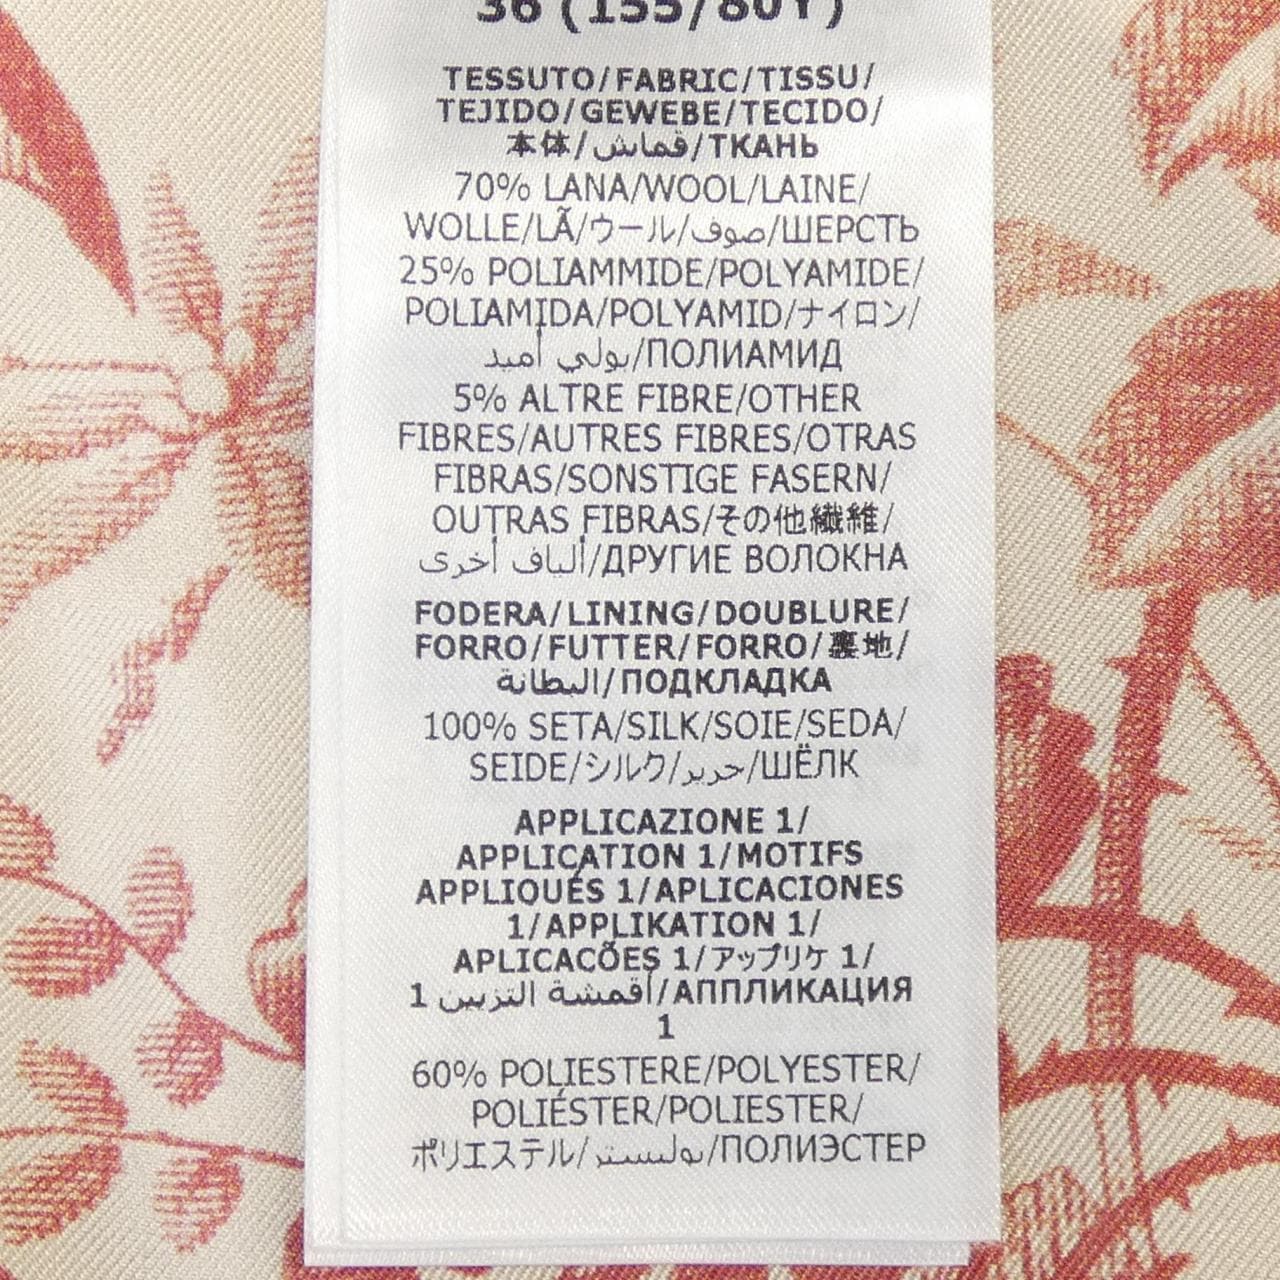 36 (155/80Y)
TESSUTO/FABRIC/TISSU/
TEJIDO/GEWEBE/TECIDO/
本体/قماش/ТКАНЬ
70% LANA/WOOL/LAINE/
WOLLE/LÃ/ウール/صوف/ШЕРСТЬ
25% POLIAMMIDE/POLYAMIDE/
POLIAMIDA/POLYAMID/ナイロン/
بولي أميد/ПОЛИАМИД
5% ALTRE FIBRE/OTHER
FIBRES/AUTRES FIBRES/OTRAS
FIBRAS/SONSTIGE FASERN/
OUTRAS FIBRAS/その他繊維/
ألياف أخرى/ДРУГИЕ ВОЛОКНА
FODERA/LINING/DOUBLURE/
FORRO/FUTTER/FORRO/裏地/
البطانة/ПОДКЛАДКА
100% SETA/SILK/SOIE/SEDA/
SEIDE/シルク/حرير/ШЁЛК
APPLICAZIONE 1/
APPLICATION 1/MOTIFS
APPLIQUÉS 1/APLICACIONES
1/APPLIKATION 1/
APLICACÕES 1/アップリケ 1/
أقمشة التزيين 1/АППЛИКАЦИЯ
1
60% POLIESTERE/POLYESTER/
POLIÉSTER/POLIESTER/
ポリエステル/بوليستر/ПОЛИЭСТЕР